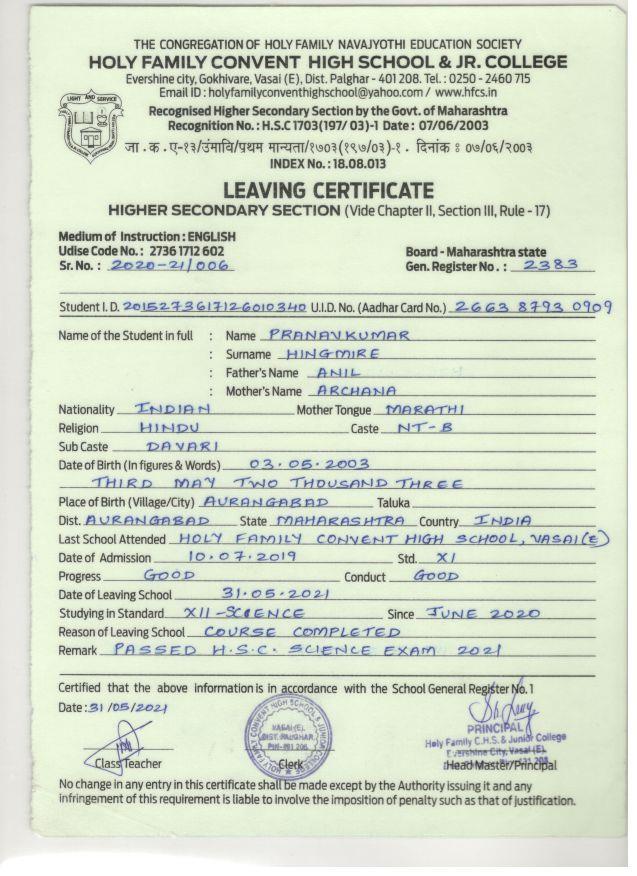 THE CONGREGATION OF HOLY FAMILY NAVAJYOTHI EDUCATION SOCIETY
HOLY FAMILY CONVENT HIGH SCHOOL & JR. COLLEGE
Evershine city, Gokhivare, Vasai (E), Dist. Palghar - 401 208. Tel. : 0250 - 2460 715
Email ID : holyfamilyconventhighschool@yahoo.com / www.hfcs.in
LIGHT AND SERVICE
Recognised Higher Secondary Section by the Govt. of Maharashtra
Recognition No. : H.S.C 1703(197/ 03)-1 Date : 07/06/2003
जा . क . ए-१३/उंमावि/प्रथम मान्यता/१७०३(१९७/०३)-१ . दिनांक : ०७/०६/२००३
INDEX No. : 18.08.013
LEAVING CERTIFICATE
HIGHER SECONDARY SECTION (Vide Chapter II, Section III, Rule - 17)
Medium of Instruction : ENGLISH
Udise Code No. : 2736 1712 602 Board - Maharashtra state
Sr. No. : 2020-21/006 Gen. Register No. : 2383
Student I. D. 2015273617126010340 U.I.D. No. (Aadhar Card No.) 2663 8793 0909
Name of the Student in full : Name PRANAVKUMAR
: Surname HINGMIRE
: Father's Name ANIL
: Mother's Name ARCHANA
Nationality INDIAN Mother Tongue MARATHI
Religion HINDU Caste NT-B
Sub Caste DAVARI
Date of Birth (In figures & Words) 03.05.2003
THIRD MAY TWO THOUSAND THREE
Place of Birth (Village/City) AURANGABAD Taluka
Dist. AURANGABAD State MAHARASHTRA Country INDIA
Last School Attended HOLY FAMILY CONVENT HIGH SCHOOL, VASAI(E)
Date of Admission 10.07.2019 Std. XI
Progress GOOD Conduct GOOD
Date of Leaving School 31.05.2021
Studying in Standard XII-SCIENCE Since JUNE 2020
Reason of Leaving School COURSE COMPLETED
Remark PASSED H.S.C. SCIENCE EXAM 2021
Certified that the above information is in accordance with the School General Register No. 1
Date : 31/05/2021
PRINCIPAL
Holy Family C.H.S. & Junior College
Evershine City, Vasai (E).
Class Teacher Clerk Head Master/Principal
VASAI (E).
DIST. PALGHAR.
PIN-401 208.
No change in any entry in this certificate shall be made except by the Authority issuing it and any
infringement of this requirement is liable to involve the imposition of penalty such as that of justification.